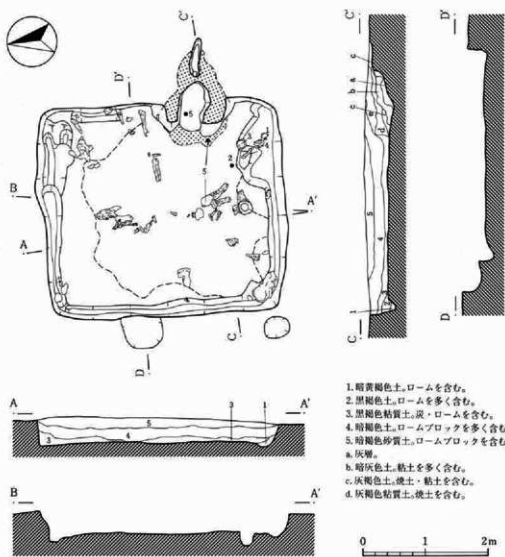 C'
D'
5
2
5
B
A'
A
C
D
A 3 1 A'
5
4
3
B A'
C' D'
c
a
b
c
e
d
5
4
1
C D
1. 暗黄褐色土。ロームを含む。
2. 黒褐色土。ロームを多く含む。
3. 黒褐色粘質土。炭・ロームを含む。
4. 暗褐色土。ロームブロックを多く含む
5. 暗褐色砂質土。ロームブロックを含む
a. 灰層。
b. 暗灰色土。粘土を多く含む。
c. 灰褐色土。焼土・粘土を含む。
d. 灰褐色粘質土。焼土を含む。
0 1 2m